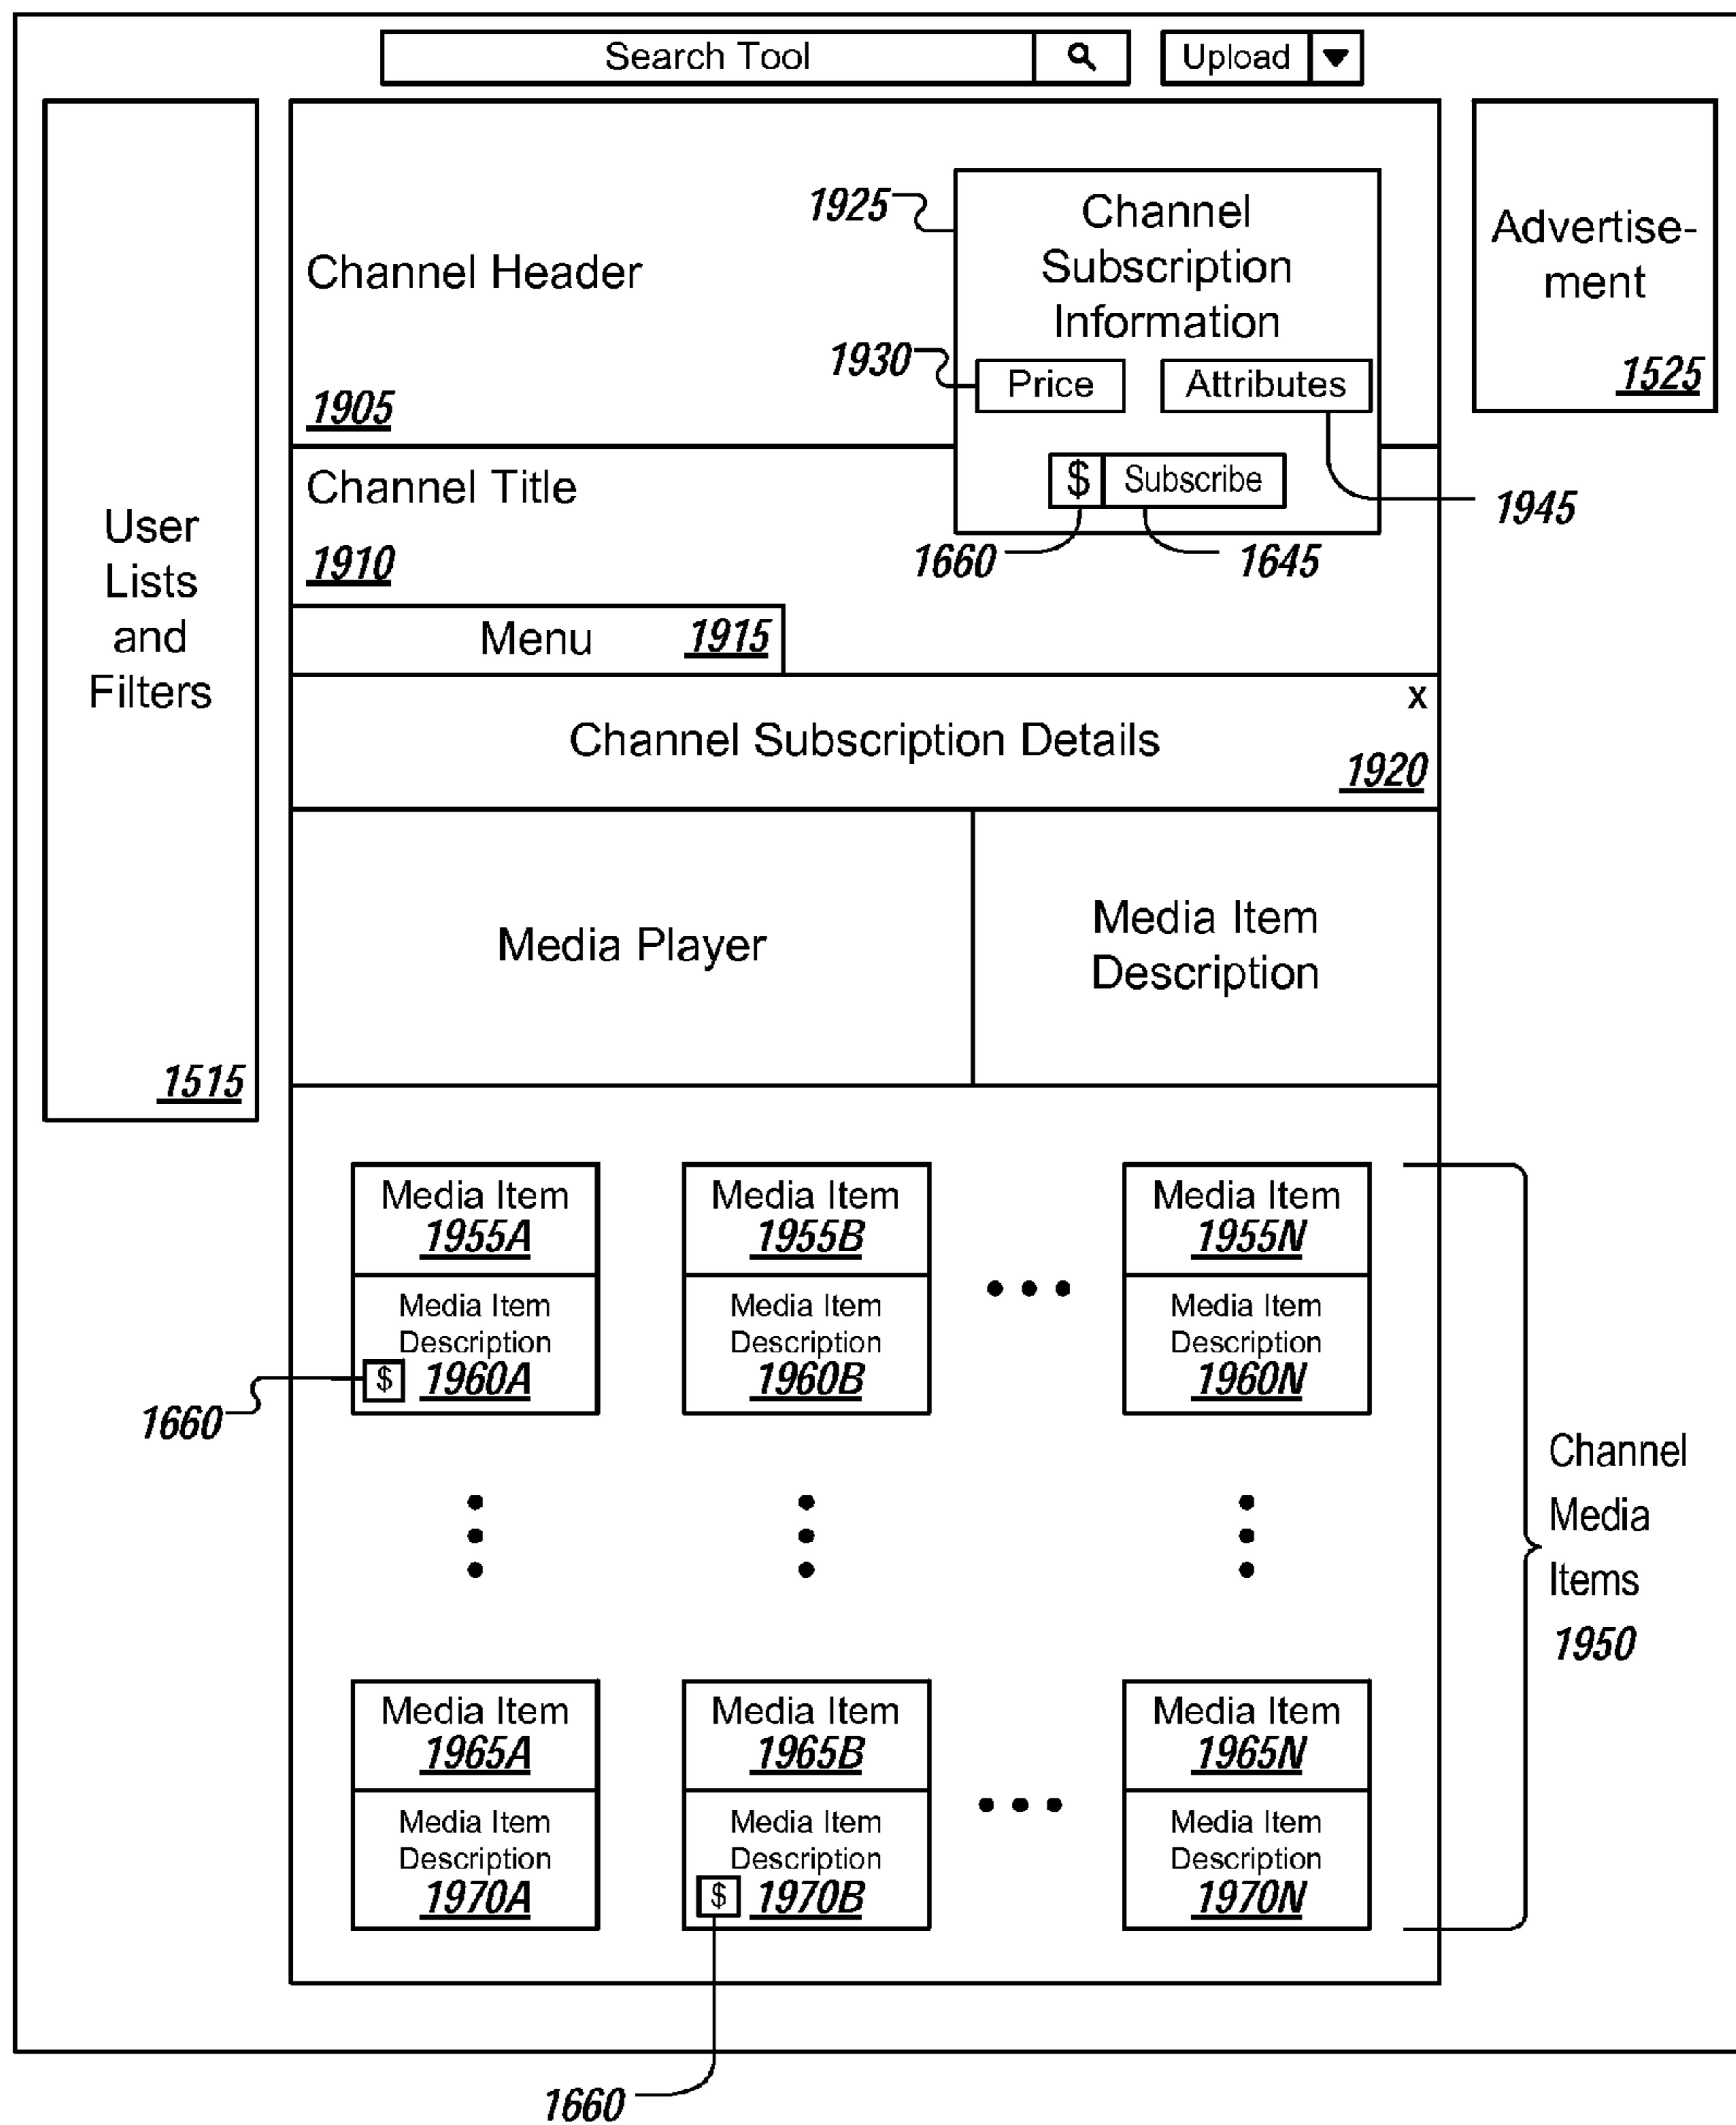 Search Tool
Upload
User
Lists
and
Filters
1515
Channel Header
1905
1925
Channel
Subscription
Information
1930
Price
Attributes
$ Subscribe
1660
1645
1945
Advertise-
ment
1525
Channel Title
1910
Menu 1915
x
Channel Subscription Details
1920
Media Player
Media Item
Description
Media Item
1955A
Media Item
Description
$ 1960A
1660
Media Item
1955B
Media Item
Description
1960B
• • •
Media Item
1955N
Media Item
Description
1960N
Media Item
1965A
Media Item
Description
1970A
Media Item
1965B
Media Item
Description
$ 1970B
1660
• • •
Media Item
1965N
Media Item
Description
1970N
Channel
Media
Items
1950